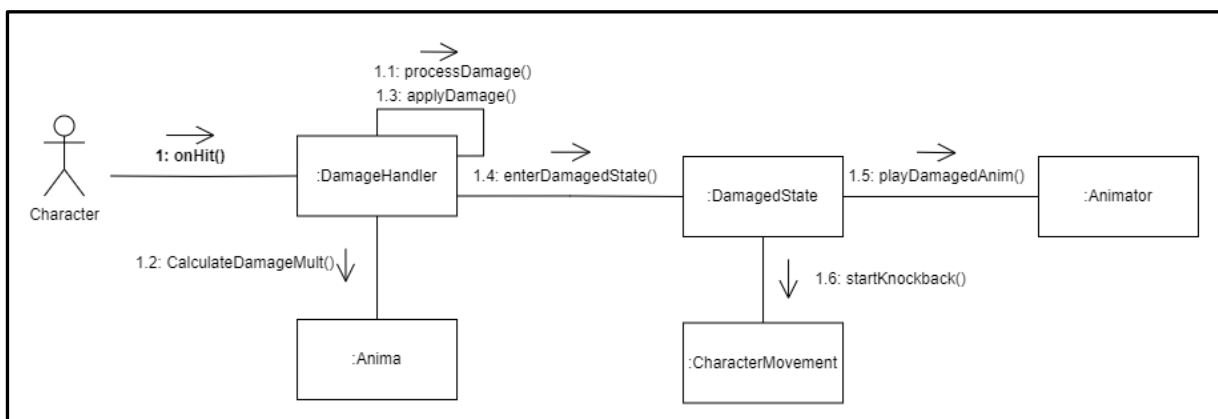 1.1: processDamage()
1.3: applyDamage()
1: onHit()
:DamageHandler
1.4: enterDamagedState()
:DamagedState
1.5: playDamagedAnim()
:Animator
Character
1.2: CalculateDamageMult()
1.6: startKnockback()
:Anima
:CharacterMovement